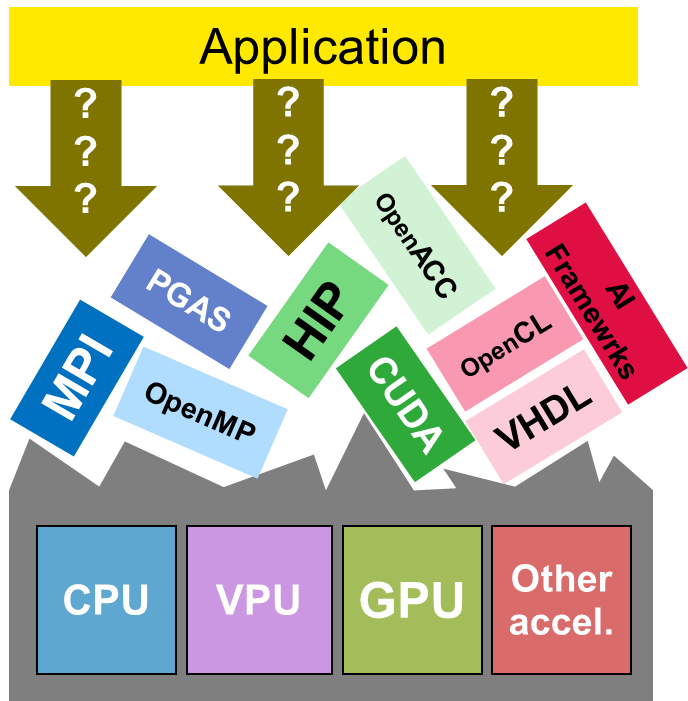 Application
?
?
?
?
?
?
?
?
?
OpenACC
PGAS
HIP
AI
Framewrks
MPI
OpenMP
CUDA
OpenCL
VHDL
CPU
VPU
GPU
Other
accel.